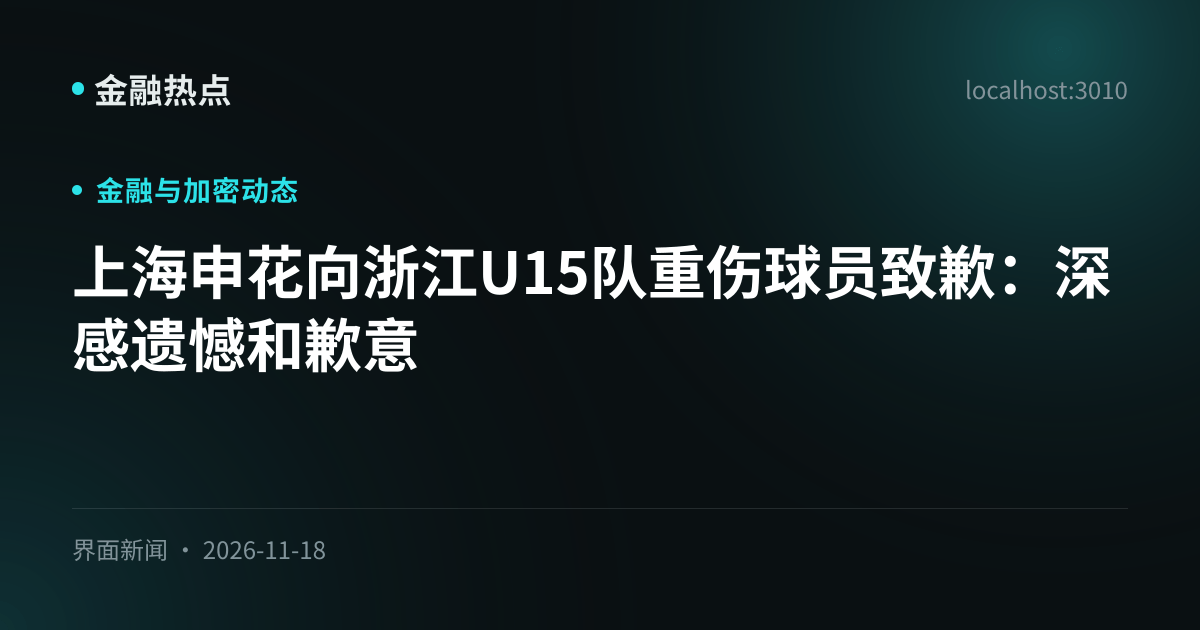 金融热点
localhost:3010
金融与加密动态
上海申花向浙江U15队重伤球员致歉：深
感遗憾和歉意
界面新闻 • 2026-11-18